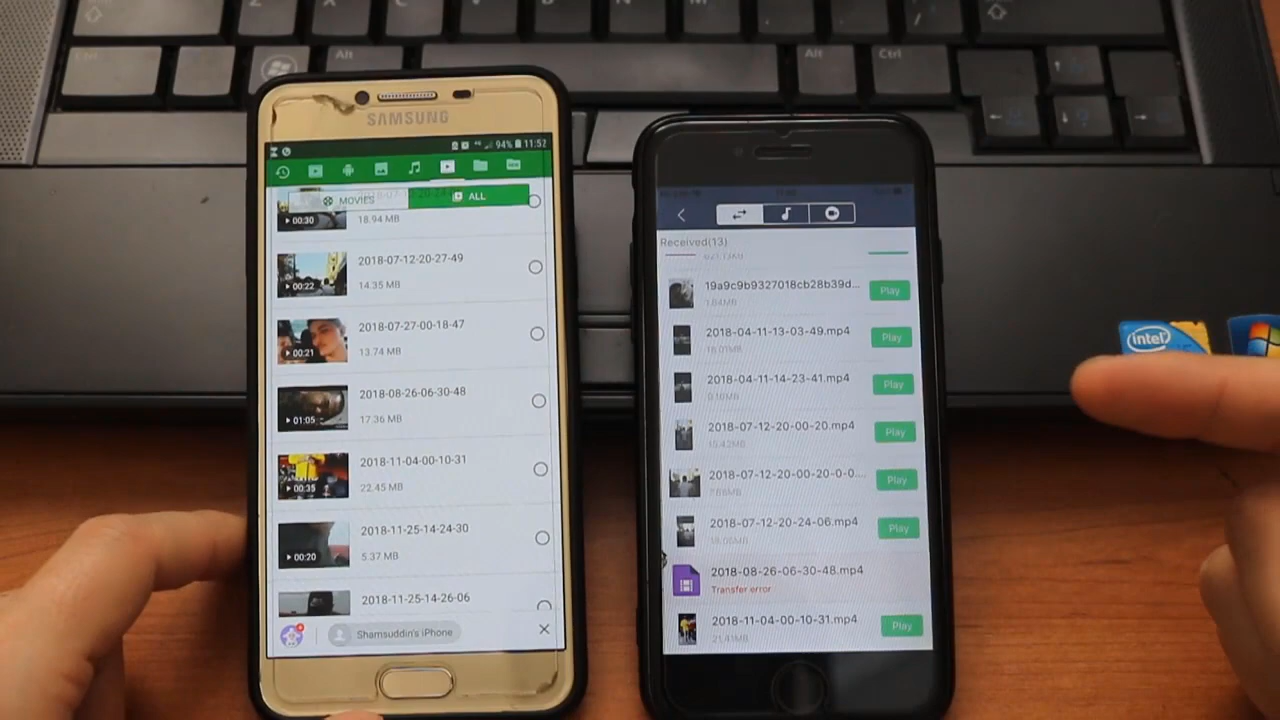 Alt
Alt
Ctrl
SAMSUNG
94% 11:52
MOVIES
ALL
00:30
18.94 MB
2018-07-12-20-27-49
00:22
14.35 MB
2018-07-27-00-18-47
00:21
13.74 MB
2018-08-26-06-30-48
01:05
17.36 MB
2018-11-04-00-10-31
00:35
22.45 MB
2018-11-25-14-24-30
00:20
5.37 MB
2018-11-25-14-26-06
Shamsuddin's iPhone
Received(13)
19a9c9b9327018cb28b39d...
1.84MB
Play
2018-04-11-13-03-49.mp4
Play
2018-04-11-14-23-41.mp4
Play
2018-07-12-20-00-20.mp4
15.42MB
Play
2018-07-12-20-00-20-0-0...
Play
2018-07-12-20-24-06.mp4
Play
2018-08-26-06-30-48.mp4
Transfer error
2018-11-04-00-10-31.mp4
21.41MB
Play
intel